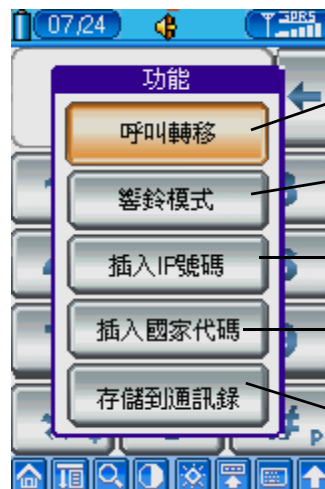 07/24
GPRS
功能
呼叫轉移
響鈴模式
插入IP號碼
插入國家代碼
存儲到通訊錄
# P